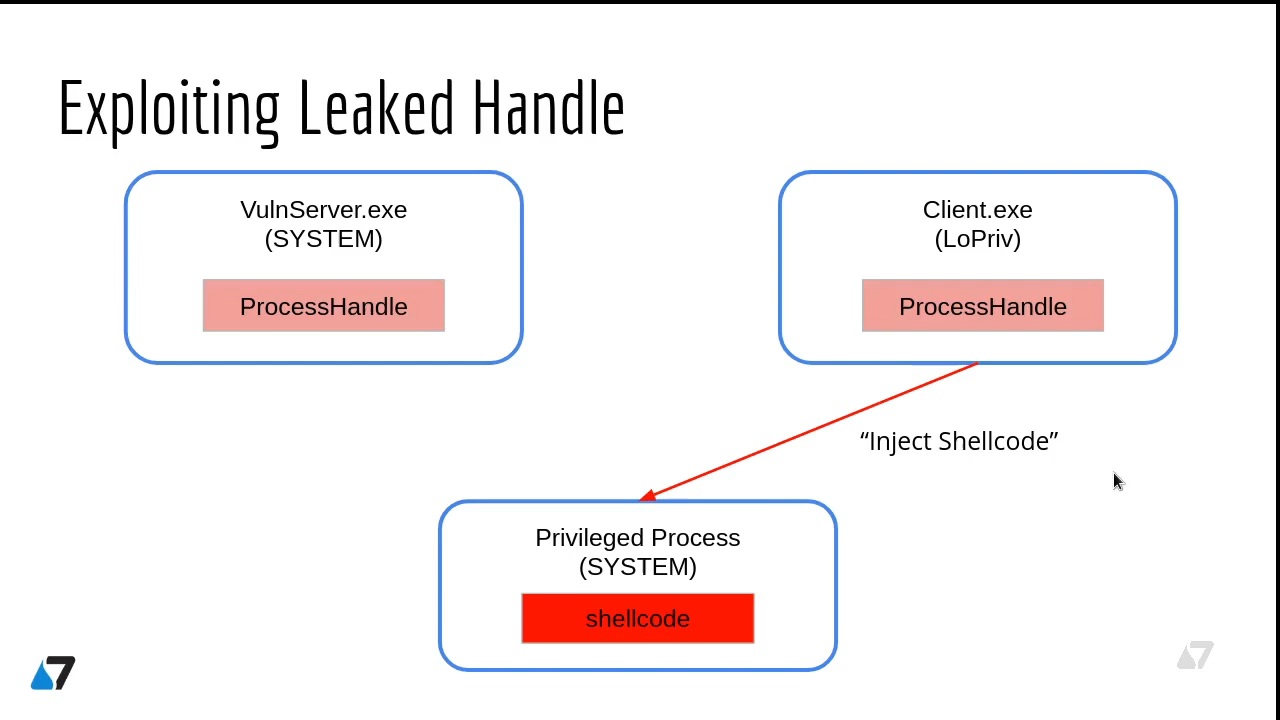 Exploiting Leaked Handle
VulnServer.exe
(SYSTEM)
ProcessHandle
Client.exe
(LoPriv)
ProcessHandle
“Inject Shellcode”
Privileged Process
(SYSTEM)
shellcode